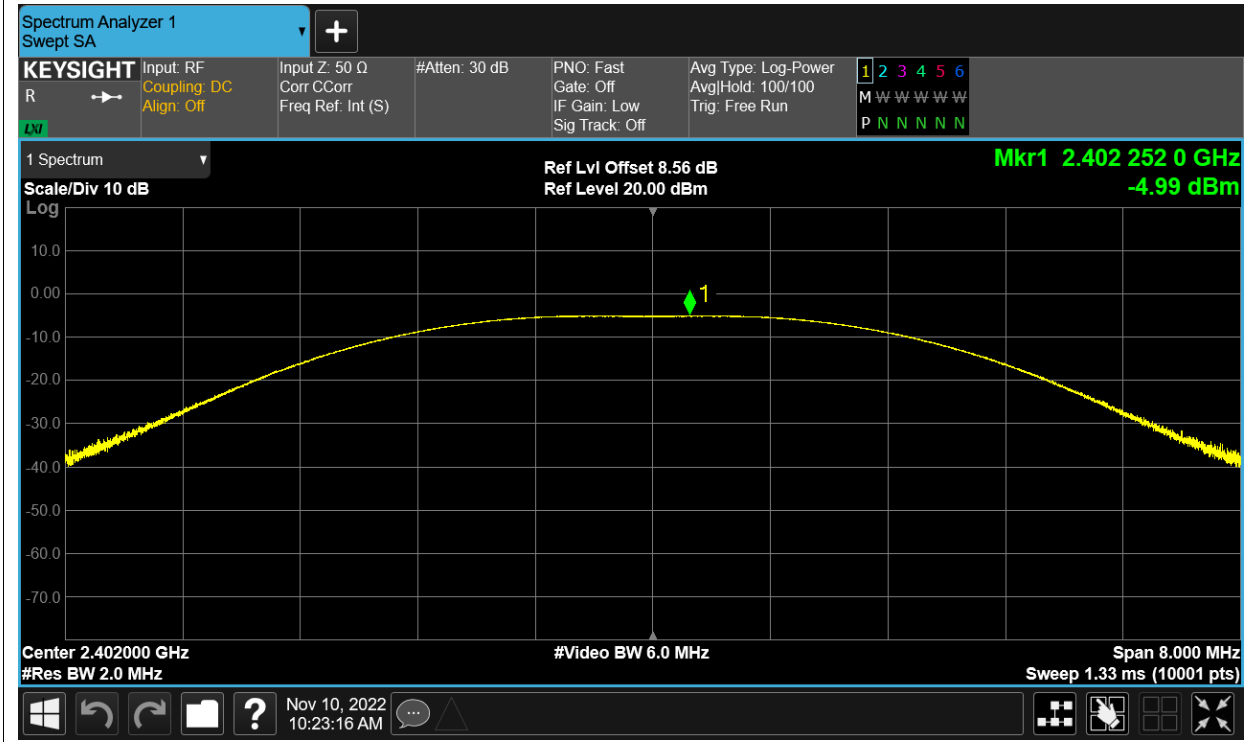 Spectrum Analyzer 1
Swept SA
▼
+
KEYSIGHT
R
LXI
Input: RF
Coupling: DC
Align: Off
Input Z: 50 Ω
Corr CCorr
Freq Ref: Int (S)
#Atten: 30 dB
PNO: Fast
Gate: Off
IF Gain: Low
Sig Track: Off
Avg Type: Log-Power
Avg|Hold: 100/100
Trig: Free Run
1 2 3 4 5 6
M W W W W W
P N N N N N
1 Spectrum
▼
Scale/Div 10 dB
Log
Ref Lvl Offset 8.56 dB
Ref Level 20.00 dBm
Mkr1 2.402 252 0 GHz
-4.99 dBm
1
10.0
0.00
-10.0
-20.0
-30.0
-40.0
-50.0
-60.0
-70.0
Center 2.402000 GHz
#Video BW 6.0 MHz
Span 8.000 MHz
#Res BW 2.0 MHz
Sweep 1.33 ms (10001 pts)
?
Nov 10, 2022
10:23:16 AM